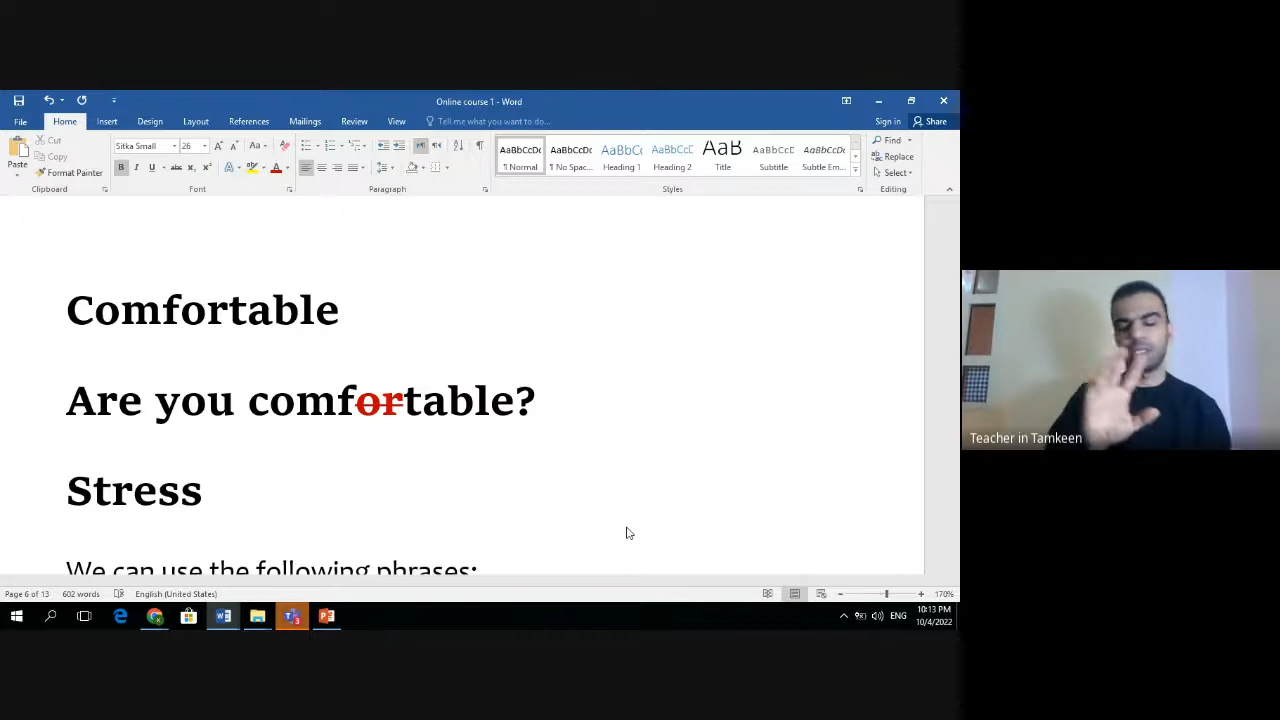 Online course 1 - Word
Sign in
Share
File
Home
Insert
Design
Layout
References
Mailings
Review
View
Tell me what you want to do...
Paste
Cut
Copy
Format Painter
Clipboard
Sitka Small
26
Font
Paragraph
AaBbCcDc
¶ Normal
AaBbCcDc
¶ No Spac...
AaBbCc
Heading 1
AaBbCcDc
Heading 2
AaB
Title
AaBbCcD
Subtitle
AaBbCcDc
Subtle Em...
Styles
Find
Replace
Select
Editing
Comfortable
Are you comfortable?
Stress
We can use the following phrases:
Teacher in Tamkeen
Page 6 of 13
602 words
English (United States)
170%
ENG
10:13 PM
10/4/2022